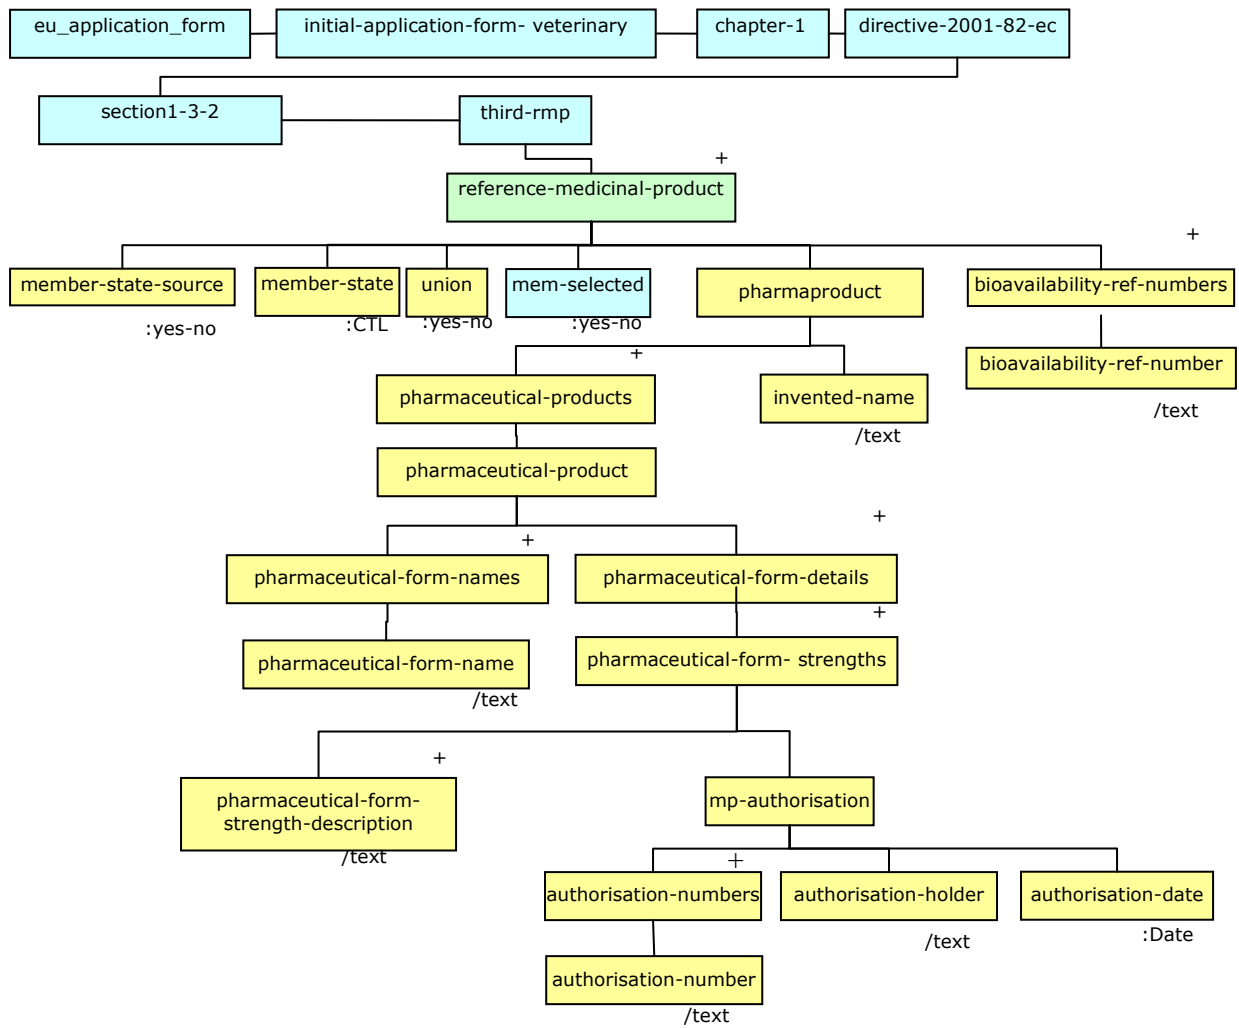 eu_application_form
initial-application-form- veterinary
chapter-1
directive-2001-82-ec
section1-3-2
third-rmp
+
reference-medicinal-product
+
member-state-source
:yes-no
member-state
:CTL
union
:yes-no
mem-selected
:yes-no
pharmaproduct
bioavailability-ref-numbers
bioavailability-ref-number
/text
+
pharmaceutical-products
invented-name
/text
pharmaceutical-product
+
+
pharmaceutical-form-names
pharmaceutical-form-details
+
pharmaceutical-form-name
/text
pharmaceutical-form- strengths
+
pharmaceutical-form-
strength-description
/text
mp-authorisation
+
authorisation-numbers
authorisation-holder
/text
authorisation-date
:Date
authorisation-number
/text